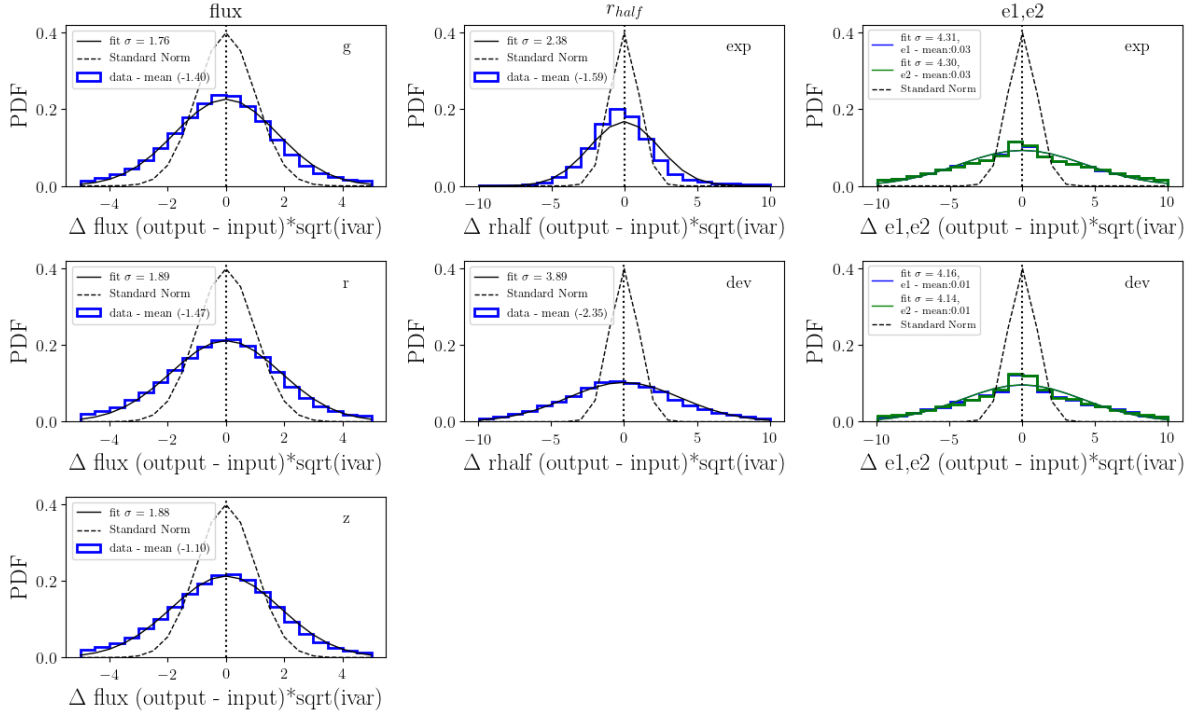 flux
0.4
0.2
0.0
PDF
fit σ = 1.76
Standard Norm
data - mean (-1.40)
g
−4 −2 0 2 4
Δ flux (output - input)*sqrt(ivar)
r_half
0.4
0.2
0.0
PDF
fit σ = 2.38
Standard Norm
data - mean (-1.59)
exp
−10 −5 0 5 10
Δ rhalf (output - input)*sqrt(ivar)
e1,e2
0.4
0.2
0.0
PDF
fit σ = 4.31,
e1 - mean:0.03
fit σ = 4.30,
e2 - mean:0.03
Standard Norm
exp
−10 −5 0 5 10
Δ e1,e2 (output - input)*sqrt(ivar)
0.4
0.2
0.0
PDF
fit σ = 1.89
Standard Norm
data - mean (-1.47)
r
−4 −2 0 2 4
Δ flux (output - input)*sqrt(ivar)
0.4
0.2
0.0
PDF
fit σ = 3.89
Standard Norm
data - mean (-2.35)
dev
−10 −5 0 5 10
Δ rhalf (output - input)*sqrt(ivar)
0.4
0.2
0.0
PDF
fit σ = 4.16,
e1 - mean:0.01
fit σ = 4.14,
e2 - mean:0.01
Standard Norm
dev
−10 −5 0 5 10
Δ e1,e2 (output - input)*sqrt(ivar)
0.4
0.2
0.0
PDF
fit σ = 1.88
Standard Norm
data - mean (-1.10)
z
−4 −2 0 2 4
Δ flux (output - input)*sqrt(ivar)